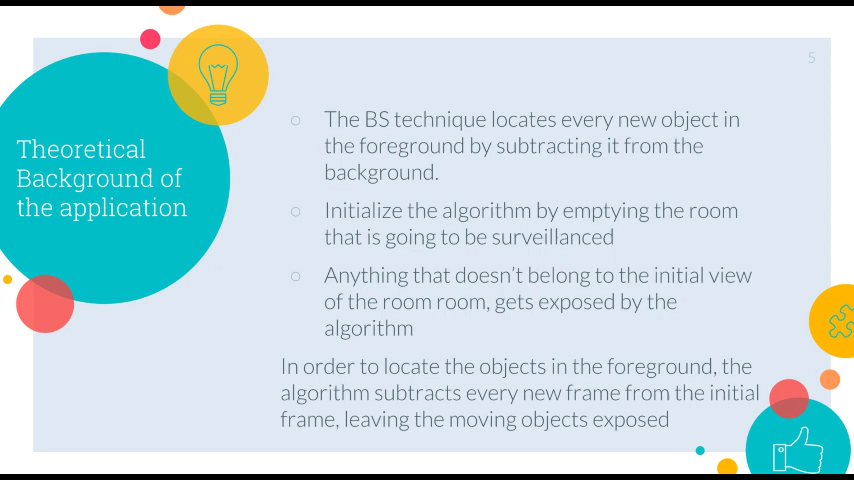 5
Theoretical
Background of
the application
The BS technique locates every new object in
the foreground by subtracting it from the
background.
Initialize the algorithm by emptying the room
that is going to be surveillanced
Anything that doesn't belong to the initial view
of the room room, gets exposed by the
algorithm
In order to locate the objects in the foreground, the
algorithm subtracts every new frame from the initial
frame, leaving the moving objects exposed